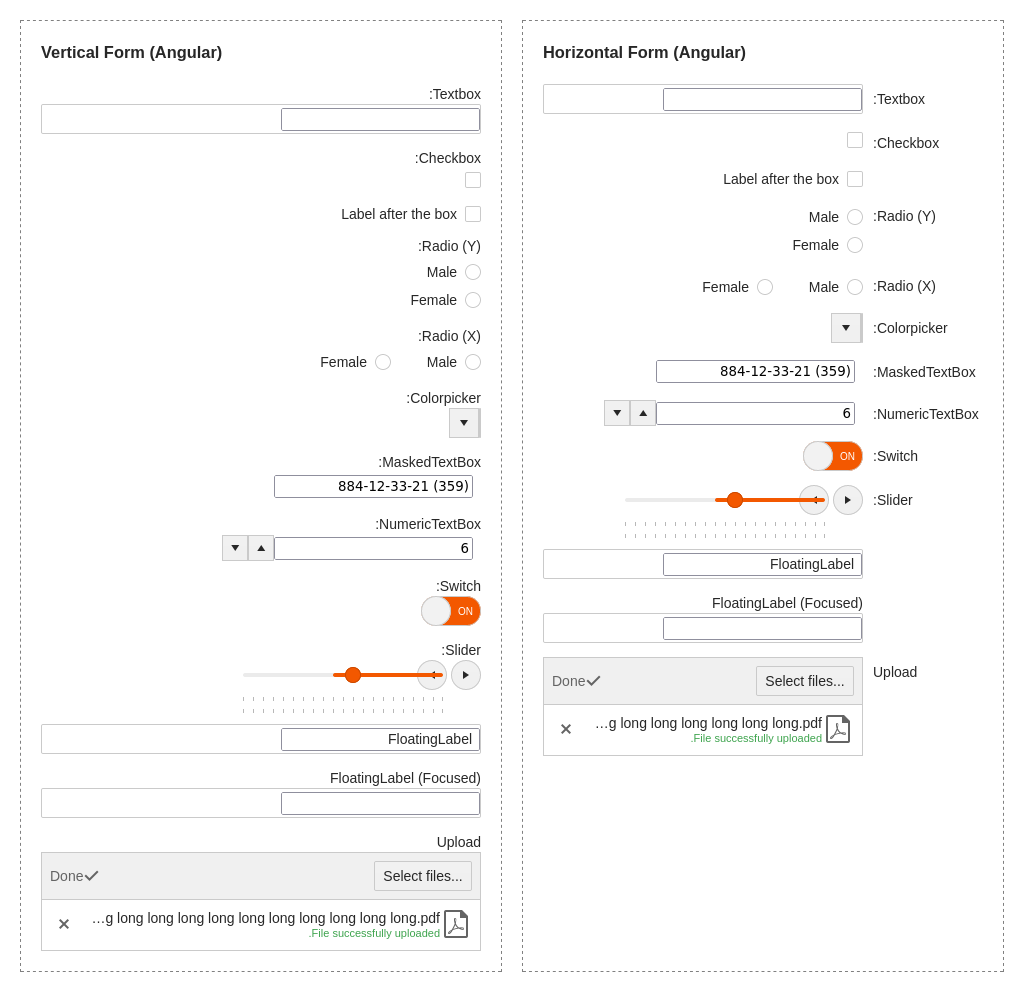 Vertical Form (Angular)
:Textbox
:Checkbox
Label after the box
:Radio (Y)
Male
Female
:Radio (X)
Female Male
:Colorpicker
:MaskedTextBox
884-12-33-21 (359)
:NumericTextBox
6
:Switch
ON
:Slider
FloatingLabel
FloatingLabel (Focused)
Upload
Done Select files...
...g long long long long long long long long long long.pdf
.File successfully uploaded
Horizontal Form (Angular)
:Textbox
:Checkbox
Label after the box
Male :Radio (Y)
Female
Female Male :Radio (X)
:Colorpicker
884-12-33-21 (359) :MaskedTextBox
6 :NumericTextBox
ON :Switch
:Slider
FloatingLabel
FloatingLabel (Focused)
Upload
Done Select files...
...g long long long long long long.pdf
.File successfully uploaded